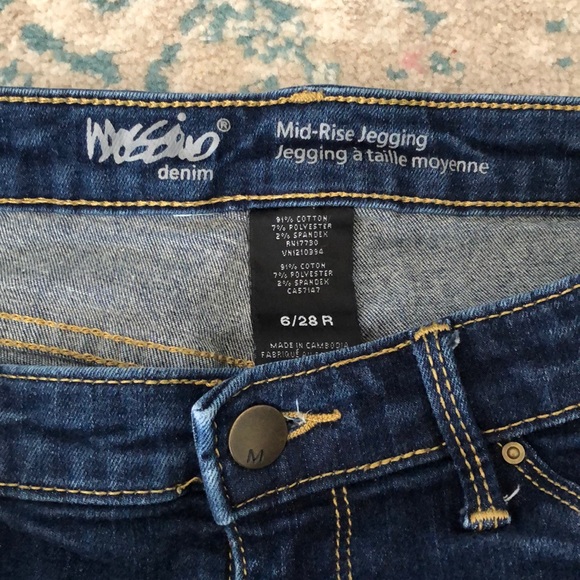 mossimo®
denim
Mid-Rise Jegging
Jegging à taille moyenne
91% COTTON
7% POLYESTER
2% SPANDEX
RN17730
VN1210394
91% COTON
7% POLYESTER
2% SPANDEX
CA57147
6/28 R
MADE IN CAMBODIA
FABRIQUÉ
M